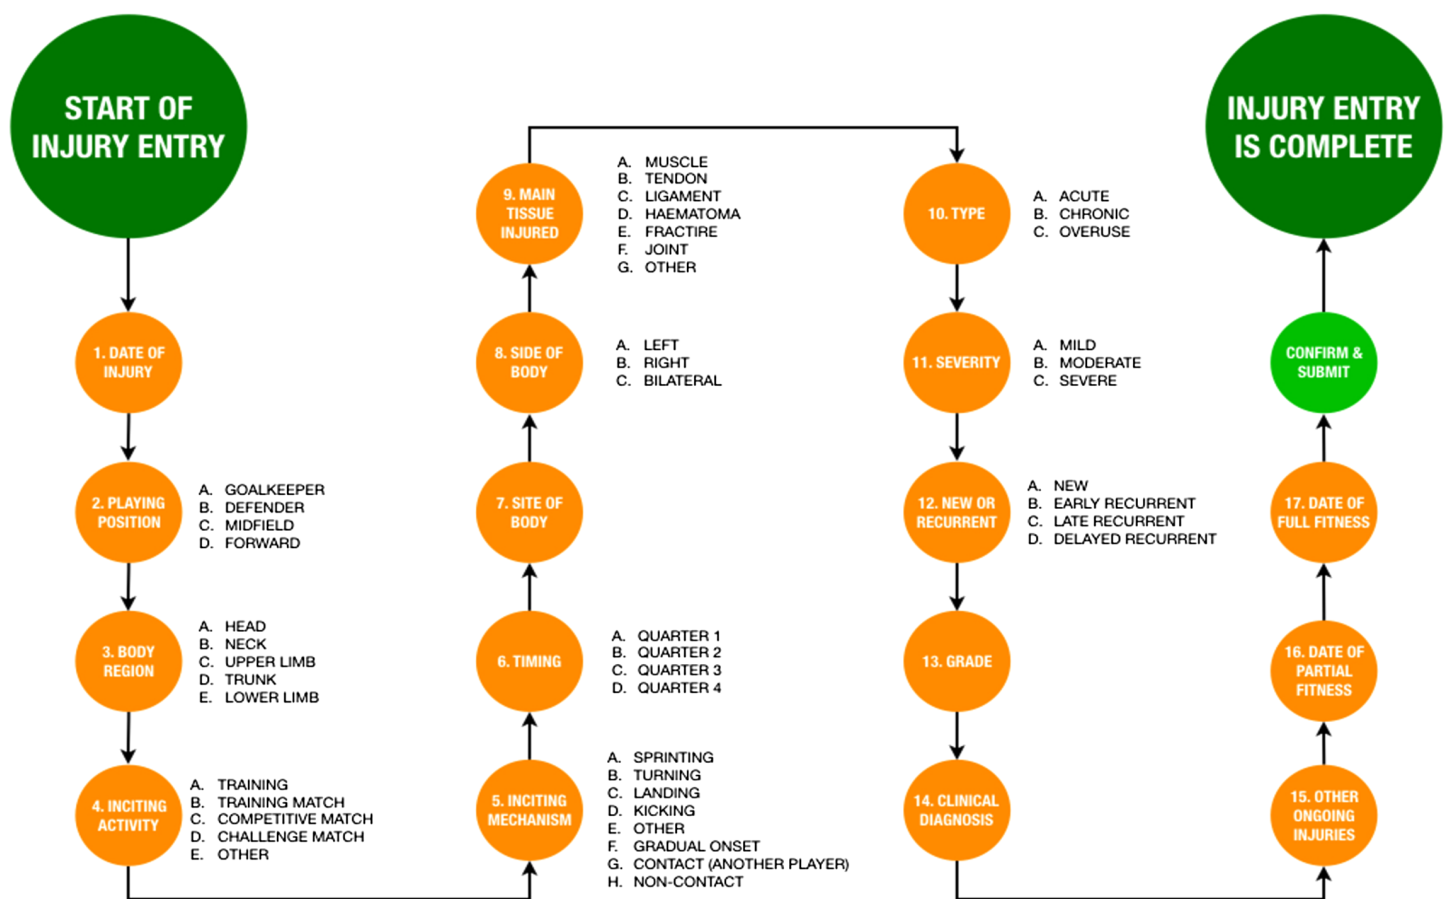 START OF
INJURY ENTRY
1. DATE OF
INJURY
2. PLAYING
POSITION
A. GOALKEEPER
B. DEFENDER
C. MIDFIELD
D. FORWARD
3. BODY
REGION
A. HEAD
B. NECK
C. UPPER LIMB
D. TRUNK
E. LOWER LIMB
4. INCITING
ACTIVITY
A. TRAINING
B. TRAINING MATCH
C. COMPETITIVE MATCH
D. CHALLENGE MATCH
E. OTHER
5. INCITING
MECHANISM
A. SPRINTING
B. TURNING
C. LANDING
D. KICKING
E. OTHER
F. GRADUAL ONSET
G. CONTACT (ANOTHER PLAYER)
H. NON-CONTACT
6. TIMING
A. QUARTER 1
B. QUARTER 2
C. QUARTER 3
D. QUARTER 4
7. SITE OF
BODY
8. SIDE OF
BODY
A. LEFT
B. RIGHT
C. BILATERAL
9. MAIN
TISSUE
INJURED
A. MUSCLE
B. TENDON
C. LIGAMENT
D. HAEMATOMA
E. FRACTIRE
F. JOINT
G. OTHER
10. TYPE
A. ACUTE
B. CHRONIC
C. OVERUSE
11. SEVERITY
A. MILD
B. MODERATE
C. SEVERE
12. NEW OR
RECURRENT
A. NEW
B. EARLY RECURRENT
C. LATE RECURRENT
D. DELAYED RECURRENT
13. GRADE
14. CLINICAL
DIAGNOSIS
15. OTHER
ONGOING
INJURIES
16. DATE OF
PARTIAL
FITNESS
17. DATE OF
FULL FITNESS
CONFIRM &
SUBMIT
INJURY ENTRY
IS COMPLETE